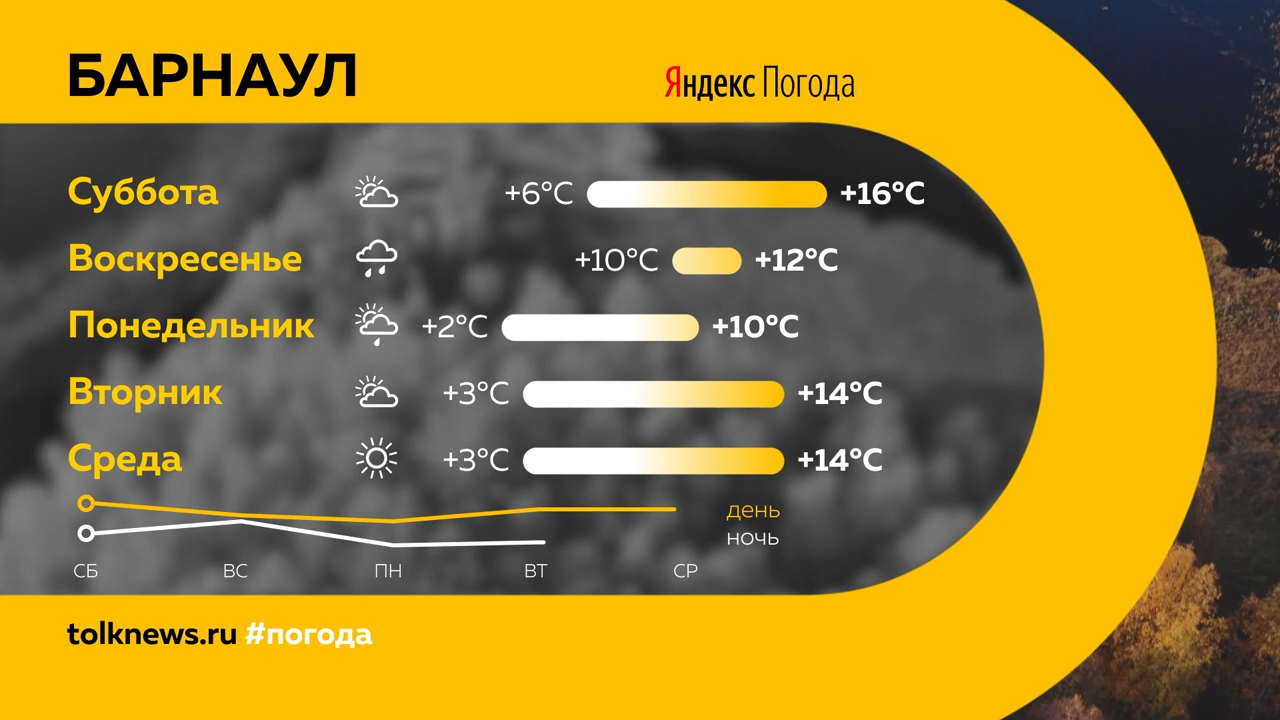 БАРНАУЛ
Яндекс Погода
Суббота +6°C +16°C
Воскресенье +10°C +12°C
Понедельник +2°C +10°C
Вторник +3°C +14°C
Среда +3°C +14°C
день
ночь
СБ ВС ПН ВТ СР
tolknews.ru #погода